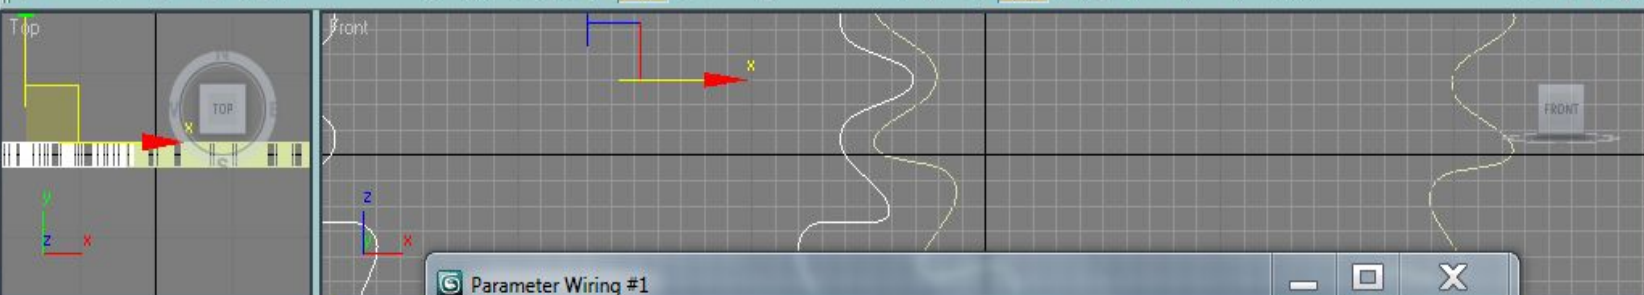 Top
Front
x
N
W
TOP
E
x
S
FRONT
y
z
x
z
y
x
Parameter Wiring #1